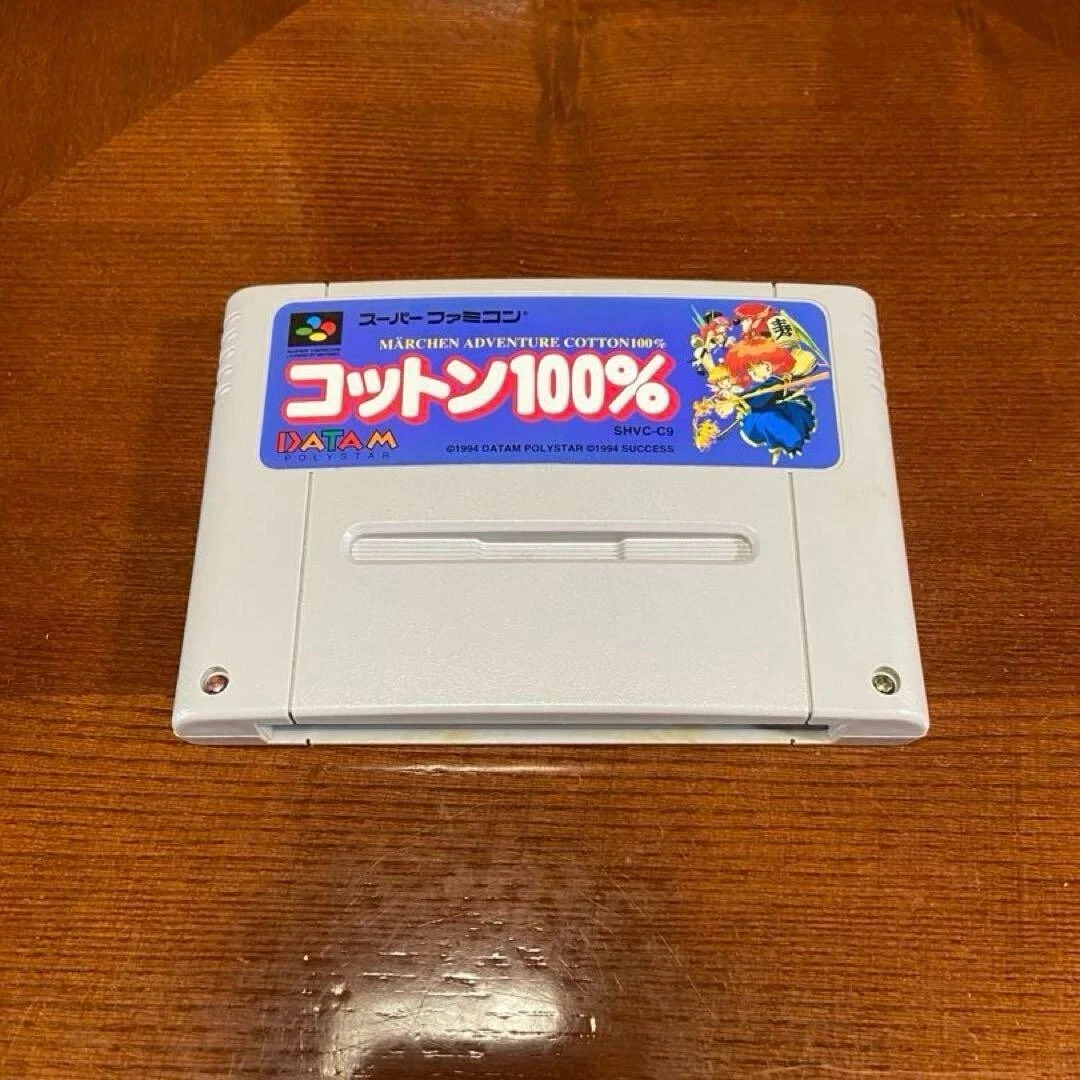 スーパーファミコン®
MÄRCHEN ADVENTURE COTTON100%
コットン100%
寿
SHVC-C9
DATAM
POLYSTAR
©1994 DATAM POLYSTAR ©1994 SUCCESS